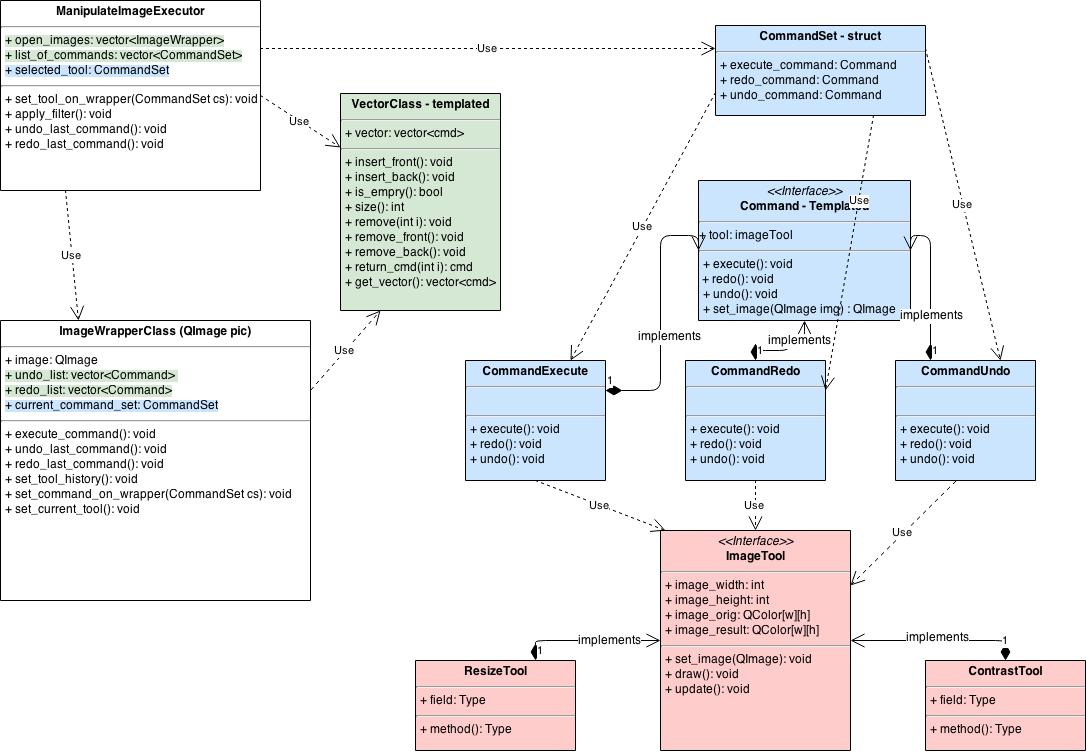 ManipulateImageExecutor
+ open_images: vector<ImageWrapper>
+ list_of_commands: vector<CommandSet>
+ selected_tool: CommandSet
+ set_tool_on_wrapper(CommandSet cs): void
+ apply_filter(): void
+ undo_last_command(): void
+ redo_last_command(): void
Use
Use
Use
VectorClass - templated
+ vector: vector<cmd>
+ insert_front(): void
+ insert_back(): void
+ is_empry(): bool
+ size(): int
+ remove(int i): void
+ remove_front(): void
+ remove_back(): void
+ return_cmd(int i): cmd
+ get_vector(): vector<cmd>
CommandSet - struct
+ execute_command: Command
+ redo_command: Command
+ undo_command: Command
Use
Use
Use
<<Interface>>
Command - Templated
+ tool: imageTool
+ execute(): void
+ redo(): void
+ undo(): void
+ set_image(QImage img) : QImage
implements
implements
implements
1
1
1
ImageWrapperClass (QImage pic)
+ image: QImage
+ undo_list: vector<Command>
+ redo_list: vector<Command>
+ current_command_set: CommandSet
+ execute_command(): void
+ undo_last_command(): void
+ redo_last_command(): void
+ set_tool_history(): void
+ set_command_on_wrapper(CommandSet cs): void
+ set_current_tool(): void
Use
CommandExecute
+ execute(): void
+ redo(): void
+ undo(): void
CommandRedo
+ execute(): void
+ redo(): void
+ undo(): void
CommandUndo
+ execute(): void
+ redo(): void
+ undo(): void
Use
Use
Use
<<Interface>>
ImageTool
+ image_width: int
+ image_height: int
+ image_orig: QColor[w][h]
+ image_result: QColor[w][h]
+ set_image(QImage): void
+ draw(): void
+ update(): void
implements
1
implements
1
ResizeTool
+ field: Type
+ method(): Type
ContrastTool
+ field: Type
+ method(): Type